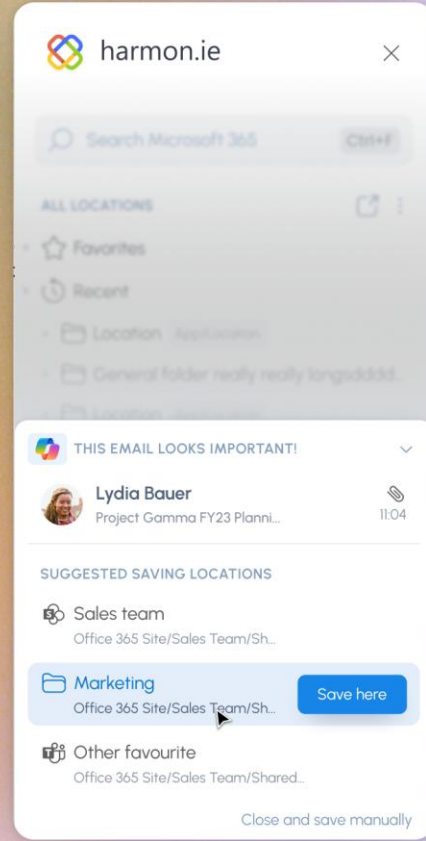 harmon.ie
Search Microsoft 365
Ctrl+F
ALL LOCATIONS
Favorites
Recent
Location App\Location
General folder really really longsdddd...
Location
THIS EMAIL LOOKS IMPORTANT!
Lydia Bauer
Project Gamma FY23 Planni...
11:04
SUGGESTED SAVING LOCATIONS
Sales team
Office 365 Site/Sales Team/Sh...
Marketing
Office 365 Site/Sales Team/Sh...
Save here
Other favourite
Office 365 Site/Sales Team/Shared...
Close and save manually